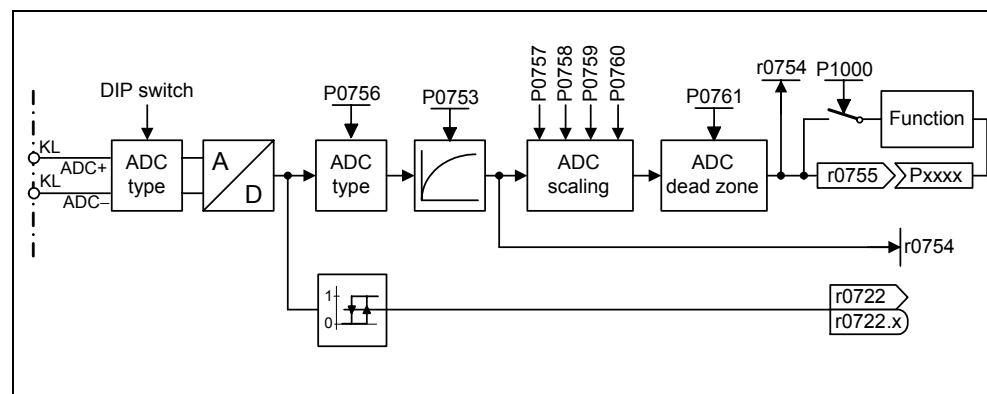 DIP switch
P0756
P0753
P0757
P0758
P0759
P0760
P0761
r0754
P1000
KL
ADC+
KL
ADC−
ADC
type
A
D
ADC
type
ADC
scaling
ADC
dead zone
Function
r0755
Pxxxx
r0754
1
0
r0722
r0722.x